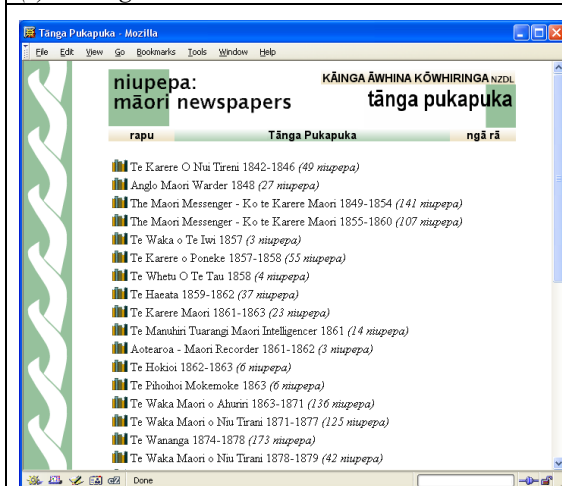 Tānga Pukapuka - Mozilla
File Edit View Go Bookmarks Tools Window Help
niupepa:
māori newspapers
KĀINGA ĀWHINA KŌWHIRINGA NZDL
tānga pukapuka
rapu Tānga Pukapuka ngā rā
Te Karere O Nui Tireni 1842-1846 (49 niupepa)
Anglo Maori Warder 1848 (27 niupepa)
The Maori Messenger - Ko te Karere Maori 1849-1854 (141 niupepa)
The Maori Messenger - Ko te Karere Maori 1855-1860 (107 niupepa)
Te Waka o Te Iwi 1857 (3 niupepa)
Te Karere o Poneke 1857-1858 (55 niupepa)
Te Whetu O Te Tau 1858 (4 niupepa)
Te Haeata 1859-1862 (37 niupepa)
Te Karere Maori 1861-1863 (23 niupepa)
Te Manuhiri Tuarangi Maori Intelligencer 1861 (14 niupepa)
Aotearoa - Maori Recorder 1861-1862 (3 niupepa)
Te Hokioi 1862-1863 (6 niupepa)
Te Pihoihoi Mokemoke 1863 (6 niupepa)
Te Waka Maori o Ahuriri 1863-1871 (136 niupepa)
Te Waka Maori o Niu Tirani 1871-1877 (125 niupepa)
Te Wananga 1874-1878 (173 niupepa)
Te Waka Maori o Niu Tirani 1878-1879 (42 niupepa)
Done